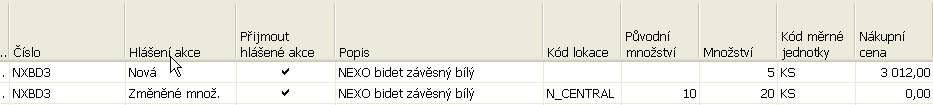 Přijmout Původní Kód měrné Nákupní
.. Číslo Hlášení akce hlášené akce Popis Kód lokace množství Množství jednotky cena
. NXBD3 Nová ✔ NEXO bidet závěsný bílý 5 KS 3 012,00
. NXBD3 Změněné množ. ✔ NEXO bidet závěsný bílý N_CENTRAL 10 20 KS 0,00